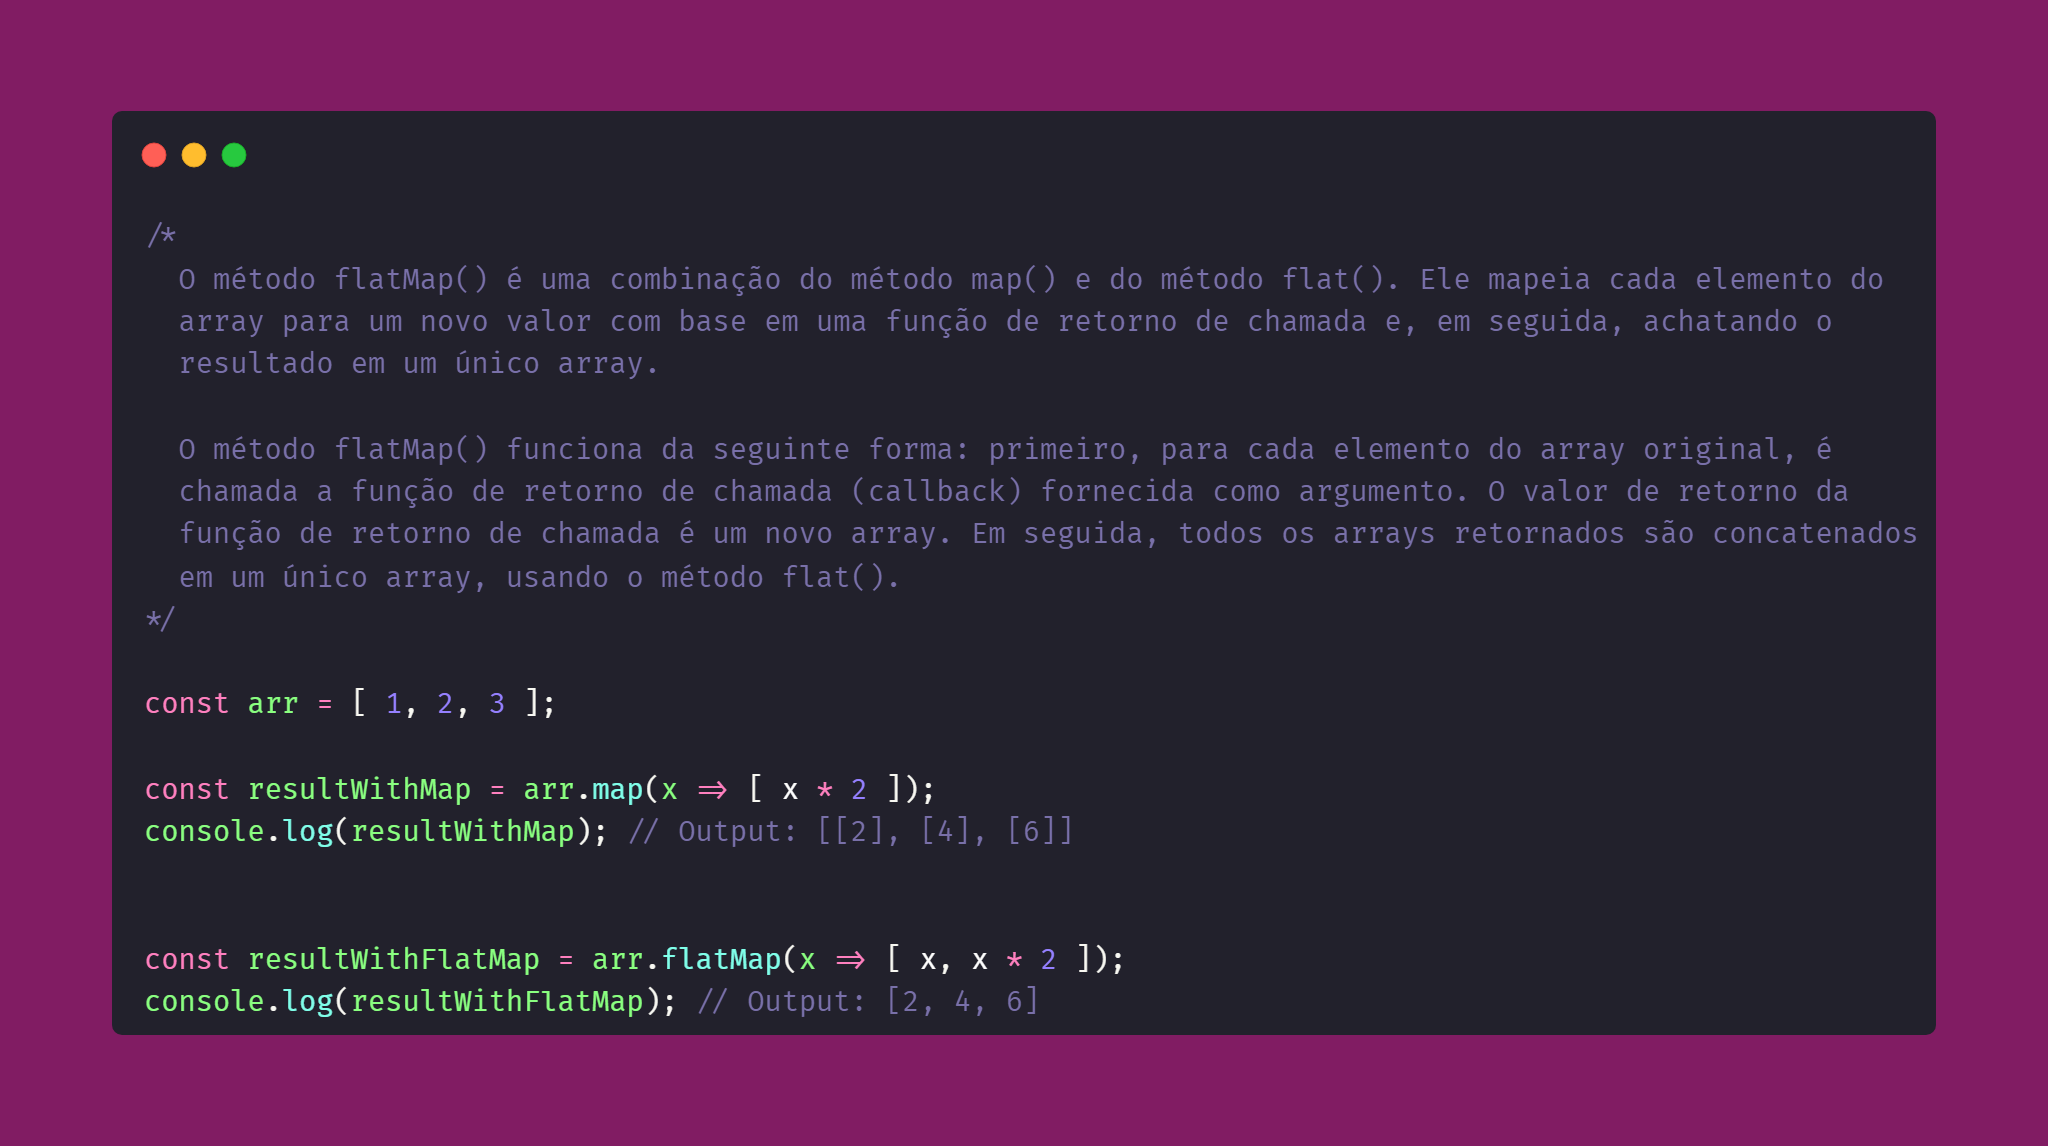 /*
O método flatMap() é uma combinação do método map() e do método flat(). Ele mapeia cada elemento do
array para um novo valor com base em uma função de retorno de chamada e, em seguida, achatando o
resultado em um único array.
O método flatMap() funciona da seguinte forma: primeiro, para cada elemento do array original, é
chamada a função de retorno de chamada (callback) fornecida como argumento. O valor de retorno da
função de retorno de chamada é um novo array. Em seguida, todos os arrays retornados são concatenados
em um único array, usando o método flat().
*/
const arr = [ 1, 2, 3 ];
const resultWithMap = arr.map(x => [ x * 2 ]);
console.log(resultWithMap); // Output: [[2], [4], [6]]
const resultWithFlatMap = arr.flatMap(x => [ x, x * 2 ]);
console.log(resultWithFlatMap); // Output: [2, 4, 6]